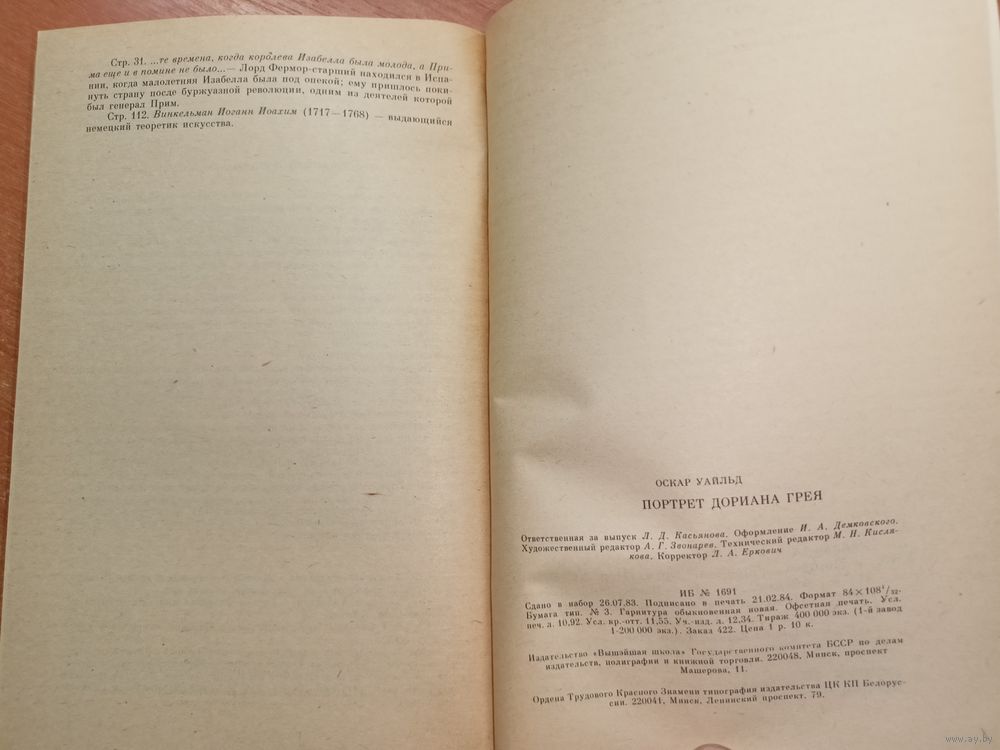 Стр. 31. ...те времена, когда королева Изабелла была молода, а При-
ма еще и в помине не было...— Лорд Фермор-старший находился в Испа-
нии, когда малолетняя Изабелла была под опекой; ему пришлось поки-
нуть страну после буржуазной революции, одним из деятелей которой
был генерал Прим.
Стр. 112. Винкельман Иоганн Иоахим (1717—1768) — выдающийся
немецкий теоретик искусства.
ОСКАР УАЙЛЬД
ПОРТРЕТ ДОРИАНА ГРЕЯ
Ответственная за выпуск Л. Д. Касьянова. Оформление И. А. Демковского.
Художественный редактор А. Г. Звонарев. Технический редактор М. Н. Кисля-
кова. Корректор Л. А. Еркович
ИБ № 1691
Сдано в набор 26.07.83. Подписано в печать 21.02.84. Формат 84×108¹/₃₂.
Бумага тип. № 3. Гарнитура обыкновенная новая. Офсетная печать. Усл.
печ. л. 10,92. Усл. кр.-отт. 11,55. Уч.-изд. л. 12,34. Тираж 400 000 экз. (1-й завод
1-200 000 экз.). Заказ 422. Цена 1 р. 10 к.
Издательство «Вышэйшая школа» Государственного комитета БССР по делам
издательств, полиграфии и книжной торговли. 220048, Минск, проспект
Машерова, 11.
Ордена Трудового Красного Знамени типография издательства ЦК КП Белорус-
сии. 220041, Минск, Ленинский проспект, 79.
www.ay.by